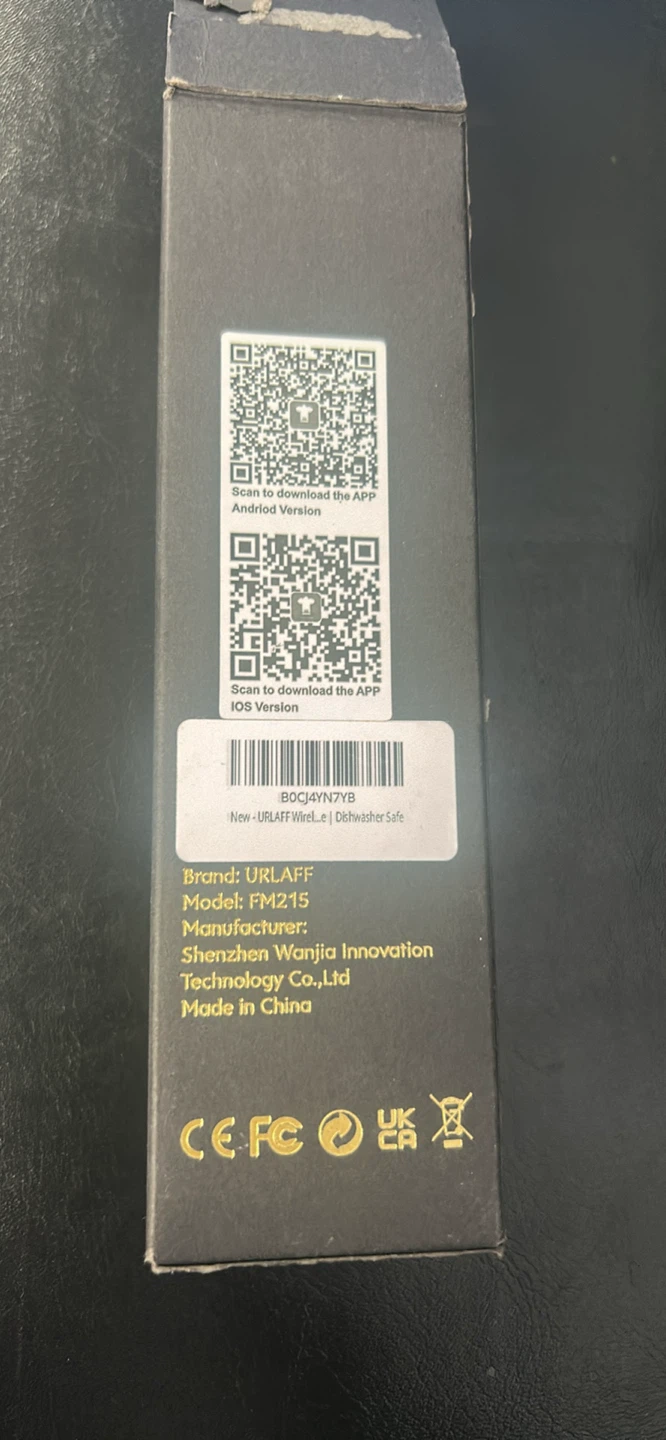 Scan to download the APP
Andriod Version
Scan to download the APP
IOS Version
B0CJ4YN7YB
New - URLAFF Wirel...e | Dishwasher Safe
Brand: URLAFF
Model: FM215
Manufacturer:
Shenzhen Wanjia Innovation
Technology Co.,Ltd
Made in China
CE FC UK
CA